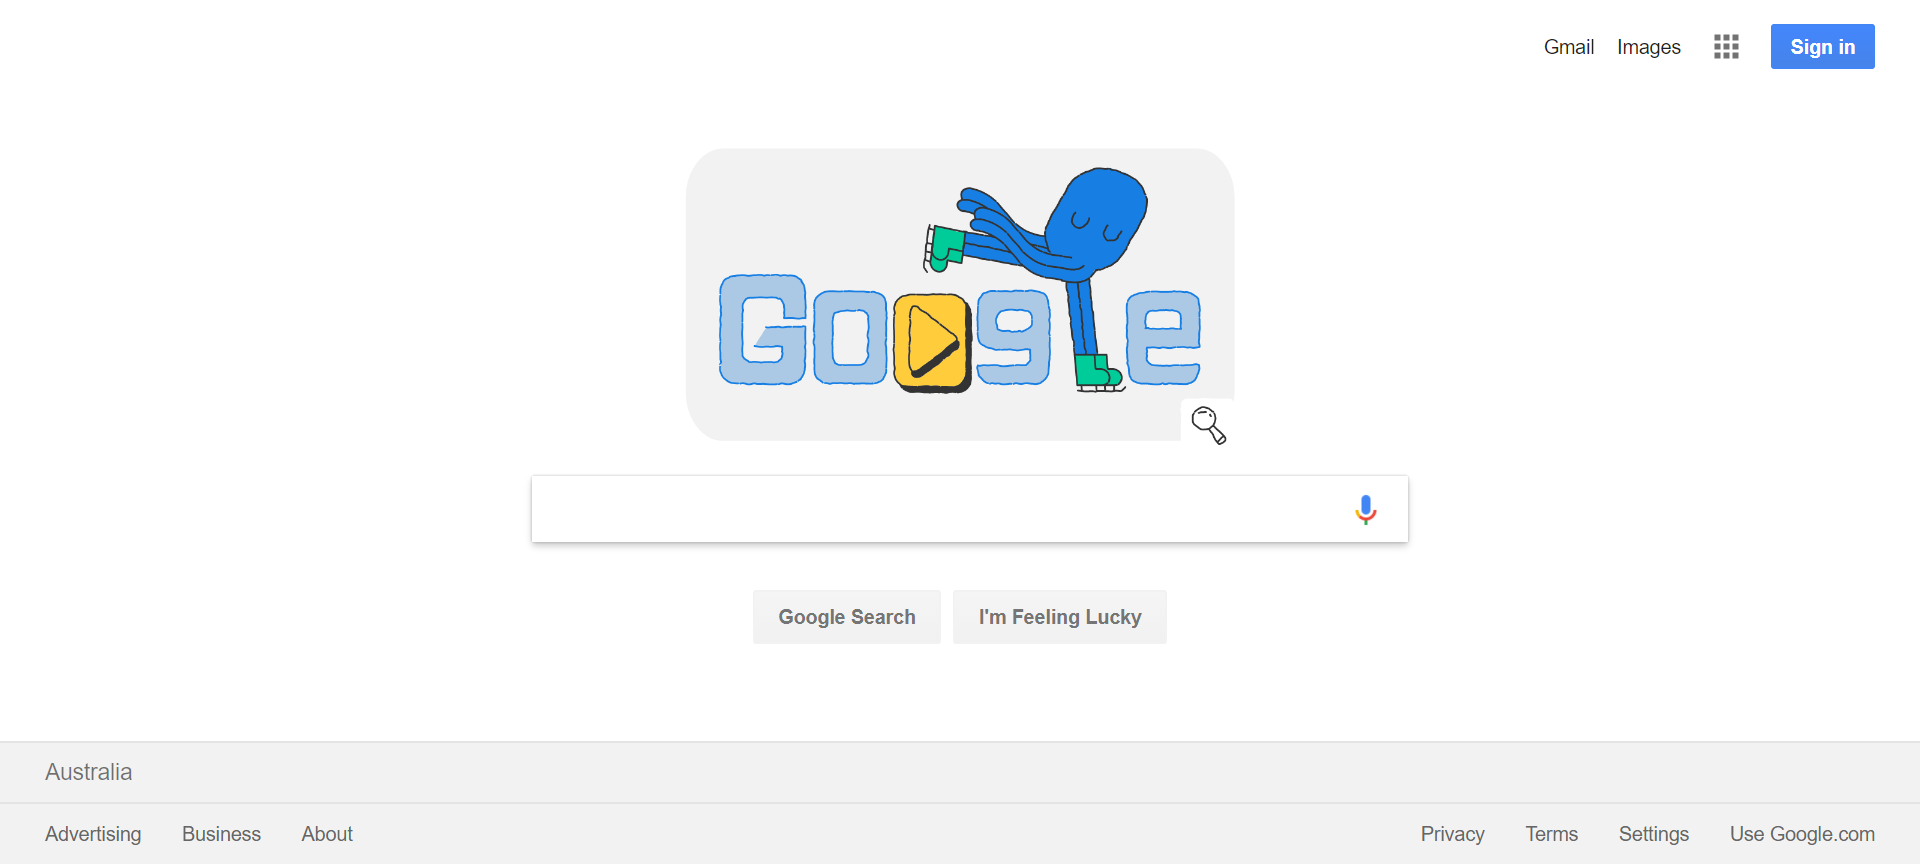 Gmail Images Sign in
Google
Google Search I'm Feeling Lucky
Australia
Advertising Business About Privacy Terms Settings Use Google.com